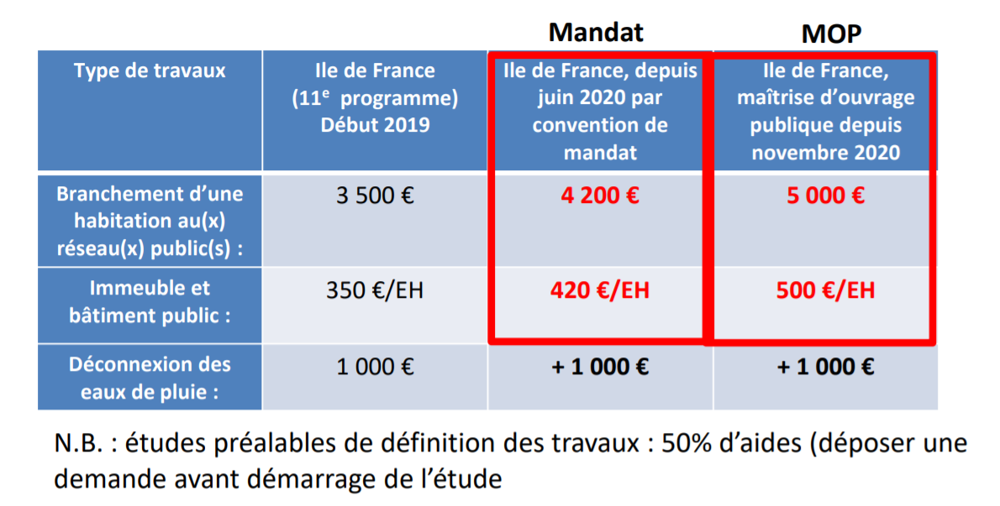 Mandat
MOP
Type de travaux
Ile de France
(11e programme)
Début 2019
Ile de France, depuis
juin 2020 par
convention de
mandat
Ile de France,
maîtrise d’ouvrage
publique depuis
novembre 2020
Branchement d’une
habitation au(x)
réseau(x) public(s) :
3 500 €
4 200 €
5 000 €
Immeuble et
bâtiment public :
350 €/EH
420 €/EH
500 €/EH
Déconnexion des
eaux de pluie :
1 000 €
+ 1 000 €
+ 1 000 €
N.B. : études préalables de définition des travaux : 50% d’aides (déposer une
demande avant démarrage de l’étude